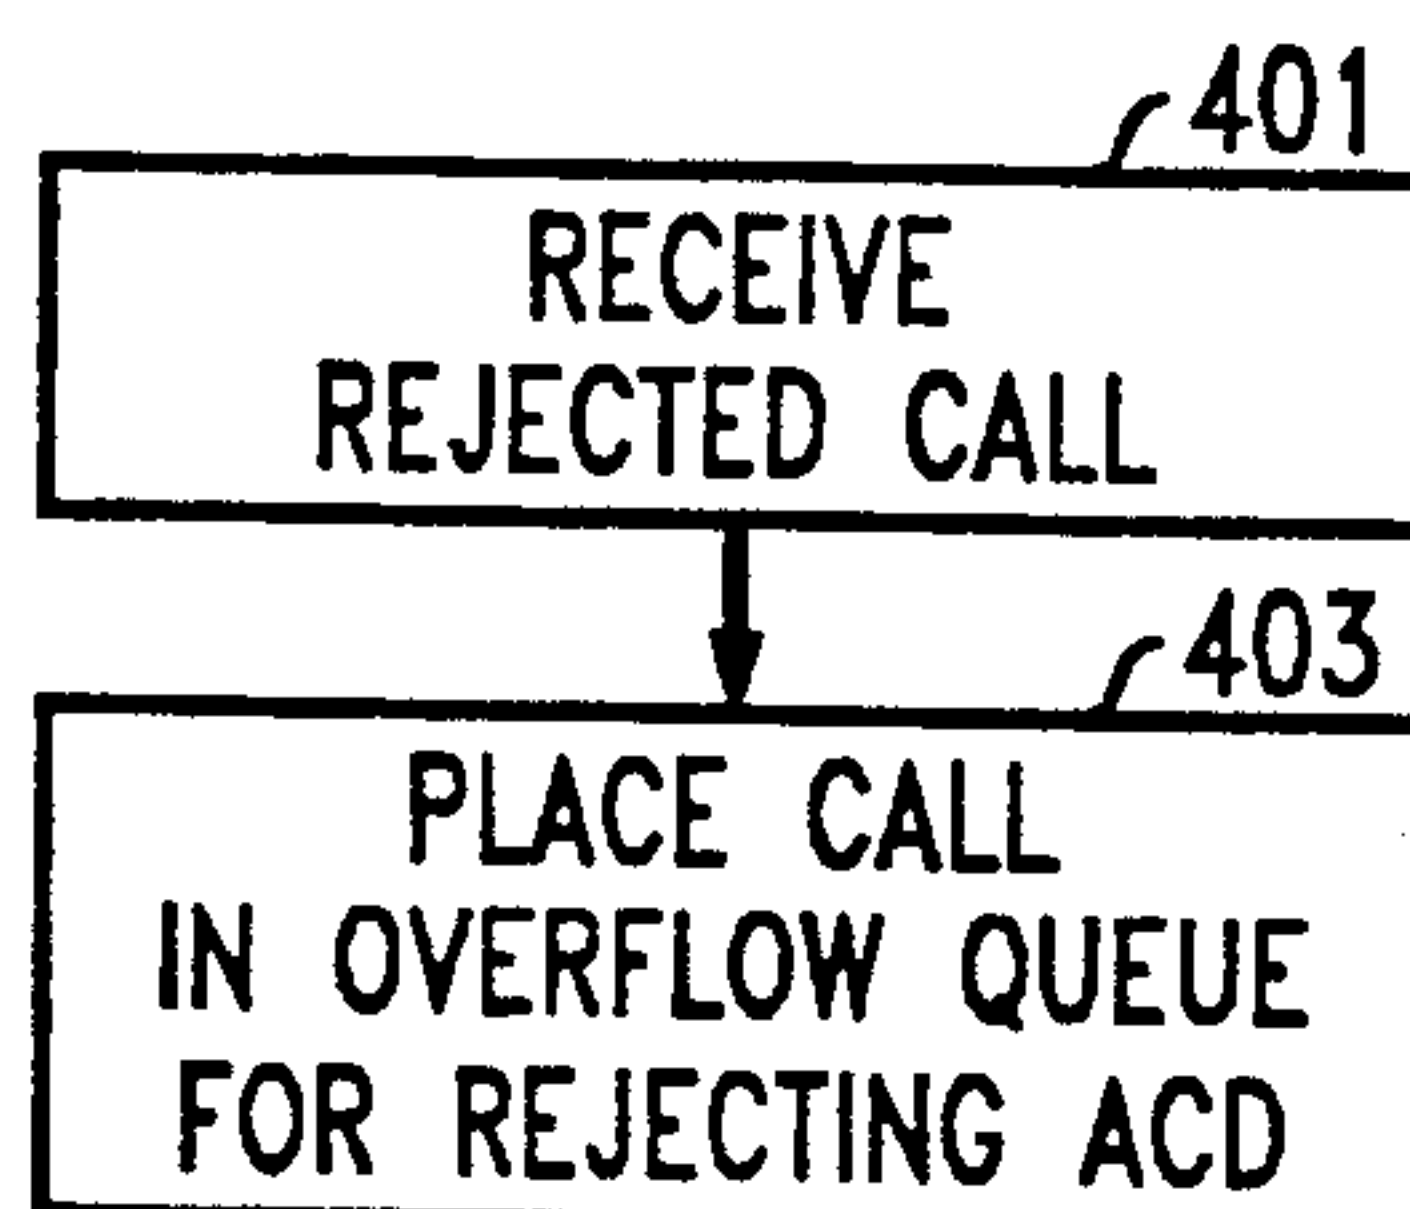 401
RECEIVE
REJECTED CALL
403
PLACE CALL
IN OVERFLOW QUEUE
FOR REJECTING ACD